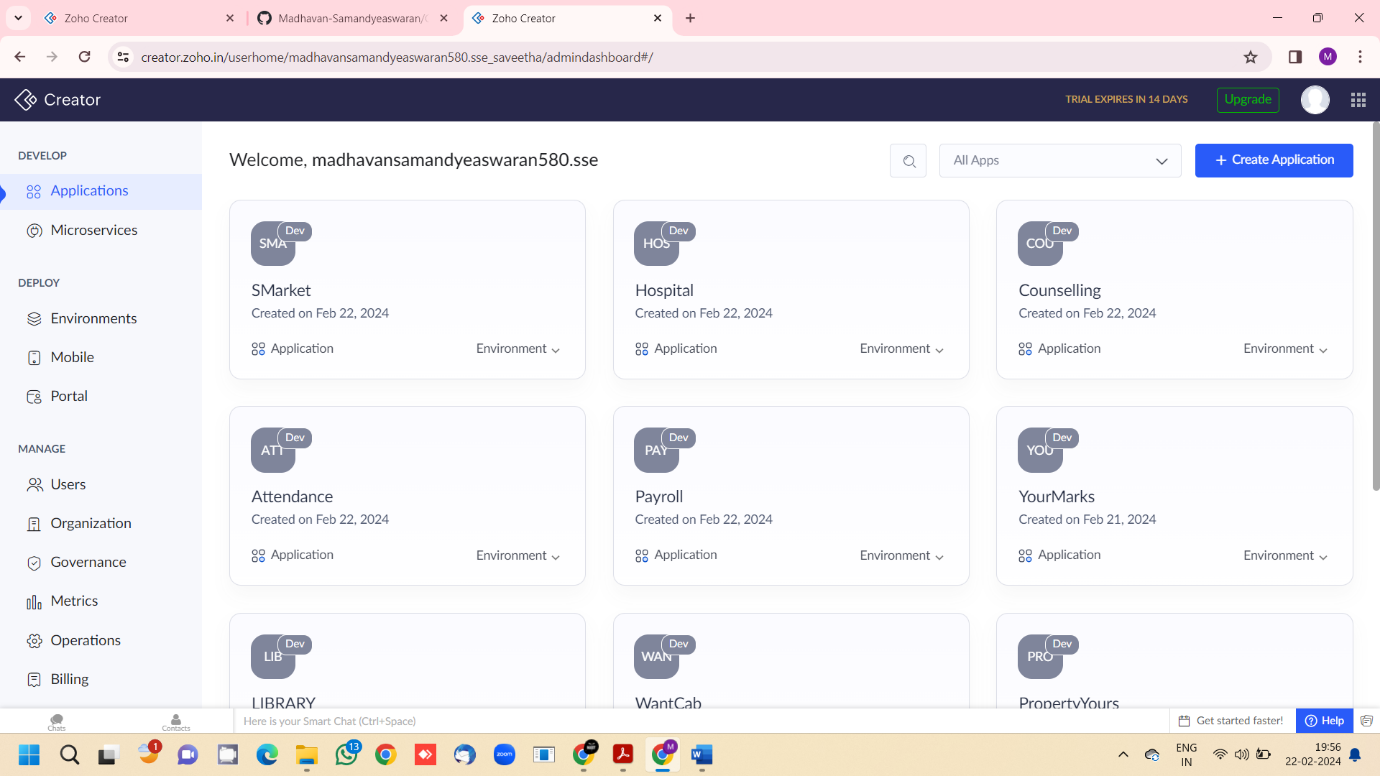 Zoho Creator
Madhavan-Samandyeaswaran/
Zoho Creator
creator.zoho.in/userhome/madhavansamandyeaswaran580.sse_saveetha/admindashboard#/
M
Creator
TRIAL EXPIRES IN 14 DAYS
Upgrade
DEVELOP
Applications
Microservices
DEPLOY
Environments
Mobile
Portal
MANAGE
Users
Organization
Governance
Metrics
Operations
Billing
Welcome, madhavansamandyeaswaran580.sse
All Apps
+ Create Application
SMA Dev
SMarket
Created on Feb 22, 2024
Application Environment
HOS Dev
Hospital
Created on Feb 22, 2024
Application Environment
COU Dev
Counselling
Created on Feb 22, 2024
Application Environment
ATT Dev
Attendance
Created on Feb 22, 2024
Application Environment
PAY Dev
Payroll
Created on Feb 22, 2024
Application Environment
YOU Dev
YourMarks
Created on Feb 21, 2024
Application Environment
LIB Dev
LIBRARY
WAN Dev
WantCab
PRO Dev
PropertyYours
Chats
Contacts
Here is your Smart Chat (Ctrl+Space)
Get started faster!
Help
1
13
zoom
M
W
ENG
IN
19:56
22-02-2024